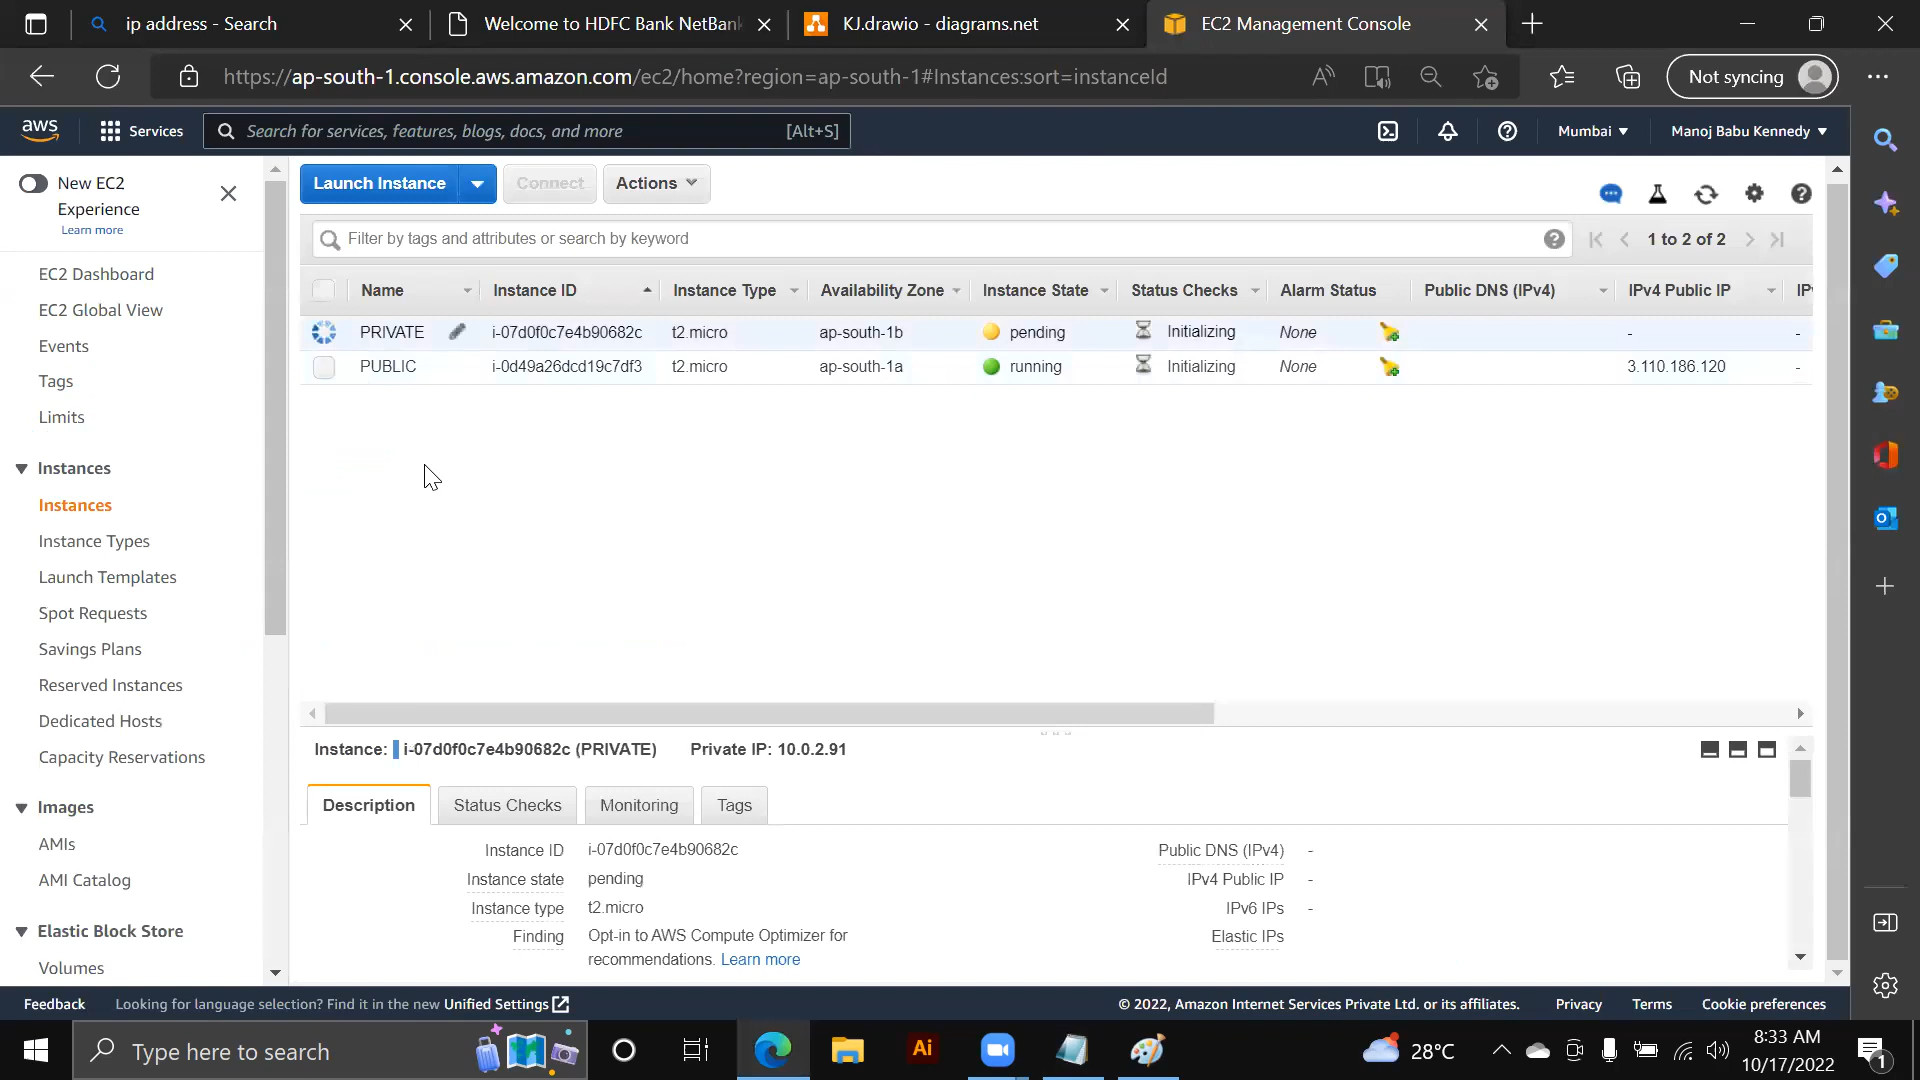 ip address - Search
Welcome to HDFC Bank NetBank
KJ.drawio - diagrams.net
EC2 Management Console
https://ap-south-1.console.aws.amazon.com/ec2/home?region=ap-south-1#Instances:sort=instanceId
Not syncing
aws
Services
Search for services, features, blogs, docs, and more
[Alt+S]
Mumbai
Manoj Babu Kennedy
New EC2
Experience
Learn more
EC2 Dashboard
EC2 Global View
Events
Tags
Limits
Instances
Instances
Instance Types
Launch Templates
Spot Requests
Savings Plans
Reserved Instances
Dedicated Hosts
Capacity Reservations
Images
AMIs
AMI Catalog
Elastic Block Store
Volumes
Launch Instance
Connect
Actions
Filter by tags and attributes or search by keyword
1 to 2 of 2
Name Instance ID Instance Type Availability Zone Instance State Status Checks Alarm Status Public DNS (IPv4) IPv4 Public IP
PRIVATE i-07d0f0c7e4b90682c t2.micro ap-south-1b pending Initializing None - -
PUBLIC i-0d49a26dcd19c7df3 t2.micro ap-south-1a running Initializing None 3.110.186.120 -
Instance: i-07d0f0c7e4b90682c (PRIVATE) Private IP: 10.0.2.91
Description
Status Checks
Monitoring
Tags
Instance ID i-07d0f0c7e4b90682c
Instance state pending
Instance type t2.micro
Finding Opt-in to AWS Compute Optimizer for
recommendations. Learn more
Public DNS (IPv4) -
IPv4 Public IP -
IPv6 IPs -
Elastic IPs
Feedback
Looking for language selection? Find it in the new Unified Settings
© 2022, Amazon Internet Services Private Ltd. or its affiliates.
Privacy
Terms
Cookie preferences
Type here to search
Ai
28°C
8:33 AM
10/17/2022
1